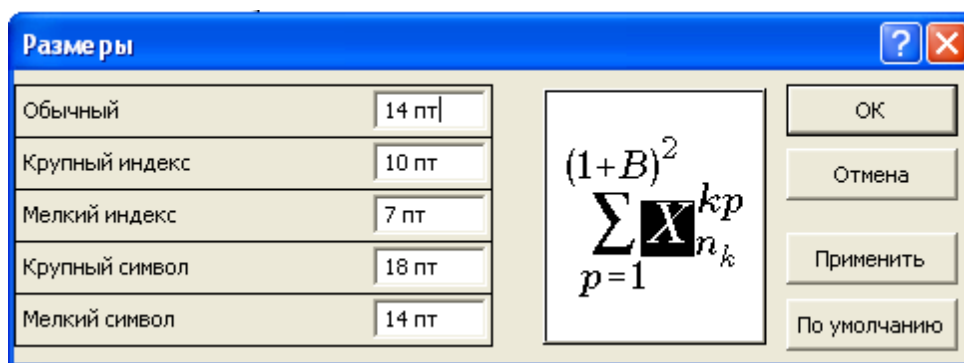 Размеры
Обычный 14 пт
Крупный индекс 10 пт
Мелкий индекс 7 пт
Крупный символ 18 пт
Мелкий символ 14 пт
(1+B)²
∑ X kp n k
p=1
ОК
Отмена
Применить
По умолчанию